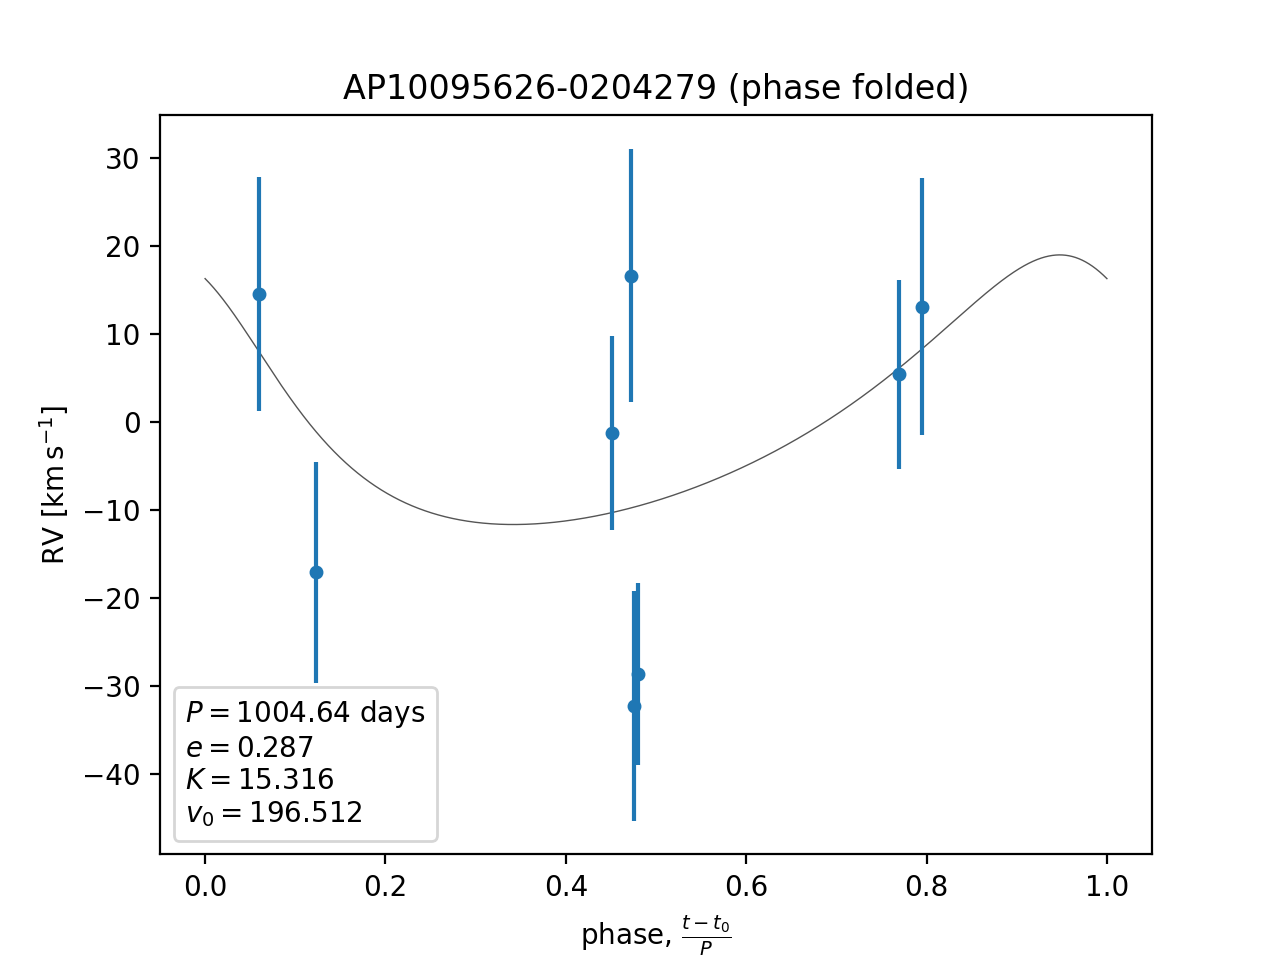 AP10095626-0204279 (phase folded)
RV [km s⁻¹]
30
20
10
0
−10
−20
−30
−40
P = 1004.64 days
e = 0.287
K = 15.316
v₀ = 196.512
0.0 0.2 0.4 0.6 0.8 1.0
phase, (t − t₀)/P